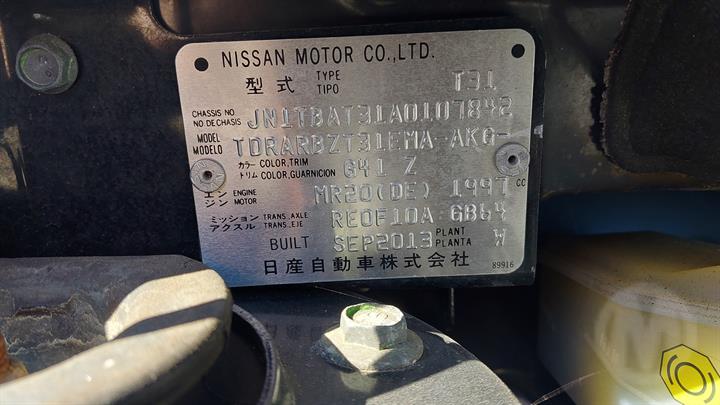 NISSAN MOTOR CO.,LTD.
型式 TYPE TIPO T31
CHASSIS NO. NO DE CHASIS JN1TBAT31A0107842
MODEL MODELO TDRARBZT31EMA-AKG-
カラー COLOR,TRIM トリム COLOR,GUARNICION G41 Z
エンジン ENGINE MOTOR MR20(DE) 1997 CC
ミッション アクスル TRANS.,AXLE TRANS.,EJE RE0F10A GB64
BUILT SEP2013 PLANT PLANTA W
日産自動車株式会社 89916